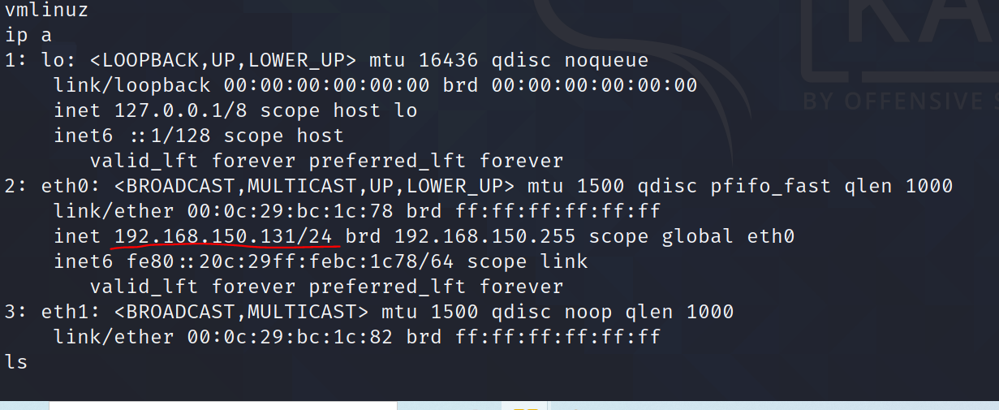 vmlinuz
ip a
1: lo: <LOOPBACK,UP,LOWER_UP> mtu 16436 qdisc noqueue
    link/loopback 00:00:00:00:00:00 brd 00:00:00:00:00:00
    inet 127.0.0.1/8 scope host lo
    inet6 ::1/128 scope host
       valid_lft forever preferred_lft forever
2: eth0: <BROADCAST,MULTICAST,UP,LOWER_UP> mtu 1500 qdisc pfifo_fast qlen 1000
    link/ether 00:0c:29:bc:1c:78 brd ff:ff:ff:ff:ff:ff
    inet 192.168.150.131/24 brd 192.168.150.255 scope global eth0
    inet6 fe80::20c:29ff:febc:1c78/64 scope link
       valid_lft forever preferred_lft forever
3: eth1: <BROADCAST,MULTICAST> mtu 1500 qdisc noop qlen 1000
    link/ether 00:0c:29:bc:1c:82 brd ff:ff:ff:ff:ff:ff
ls
KA
BY OFFENSIVE